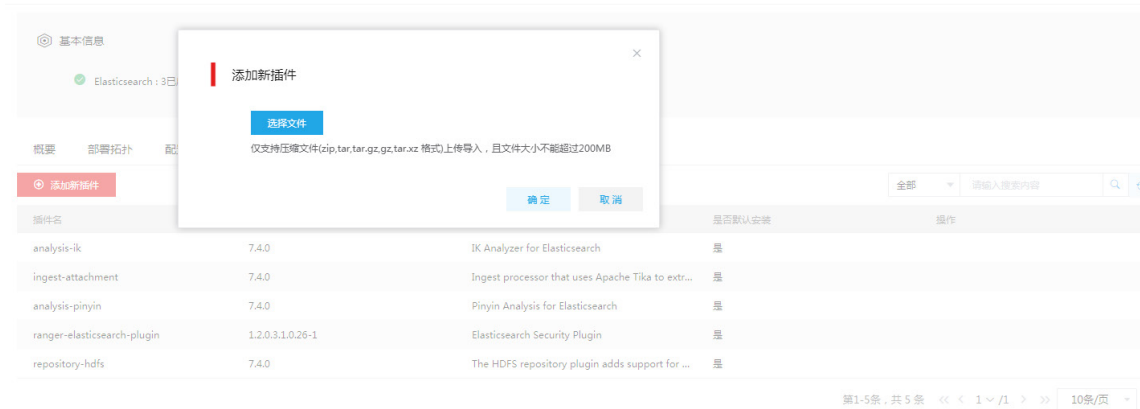 基本信息
Elasticsearch : 3已
添加新插件
选择文件
仅支持压缩文件(zip,tar,tar.gz,gz,tar.xz 格式)上传导入，且文件大小不能超过200MB
确定 取消
概要 部署拓扑 配
添加新插件 全部 请输入搜索内容
插件名 是否默认安装 操作
analysis-ik 7.4.0 IK Analyzer for Elasticsearch 是
ingest-attachment 7.4.0 Ingest processor that uses Apache Tika to extr... 是
analysis-pinyin 7.4.0 Pinyin Analysis for Elasticsearch 是
ranger-elasticsearch-plugin 1.2.0.3.1.0.26-1 Elasticsearch Security Plugin 是
repository-hdfs 7.4.0 The HDFS repository plugin adds support for ... 是
第1-5条，共 5 条 1 /1 10条/页